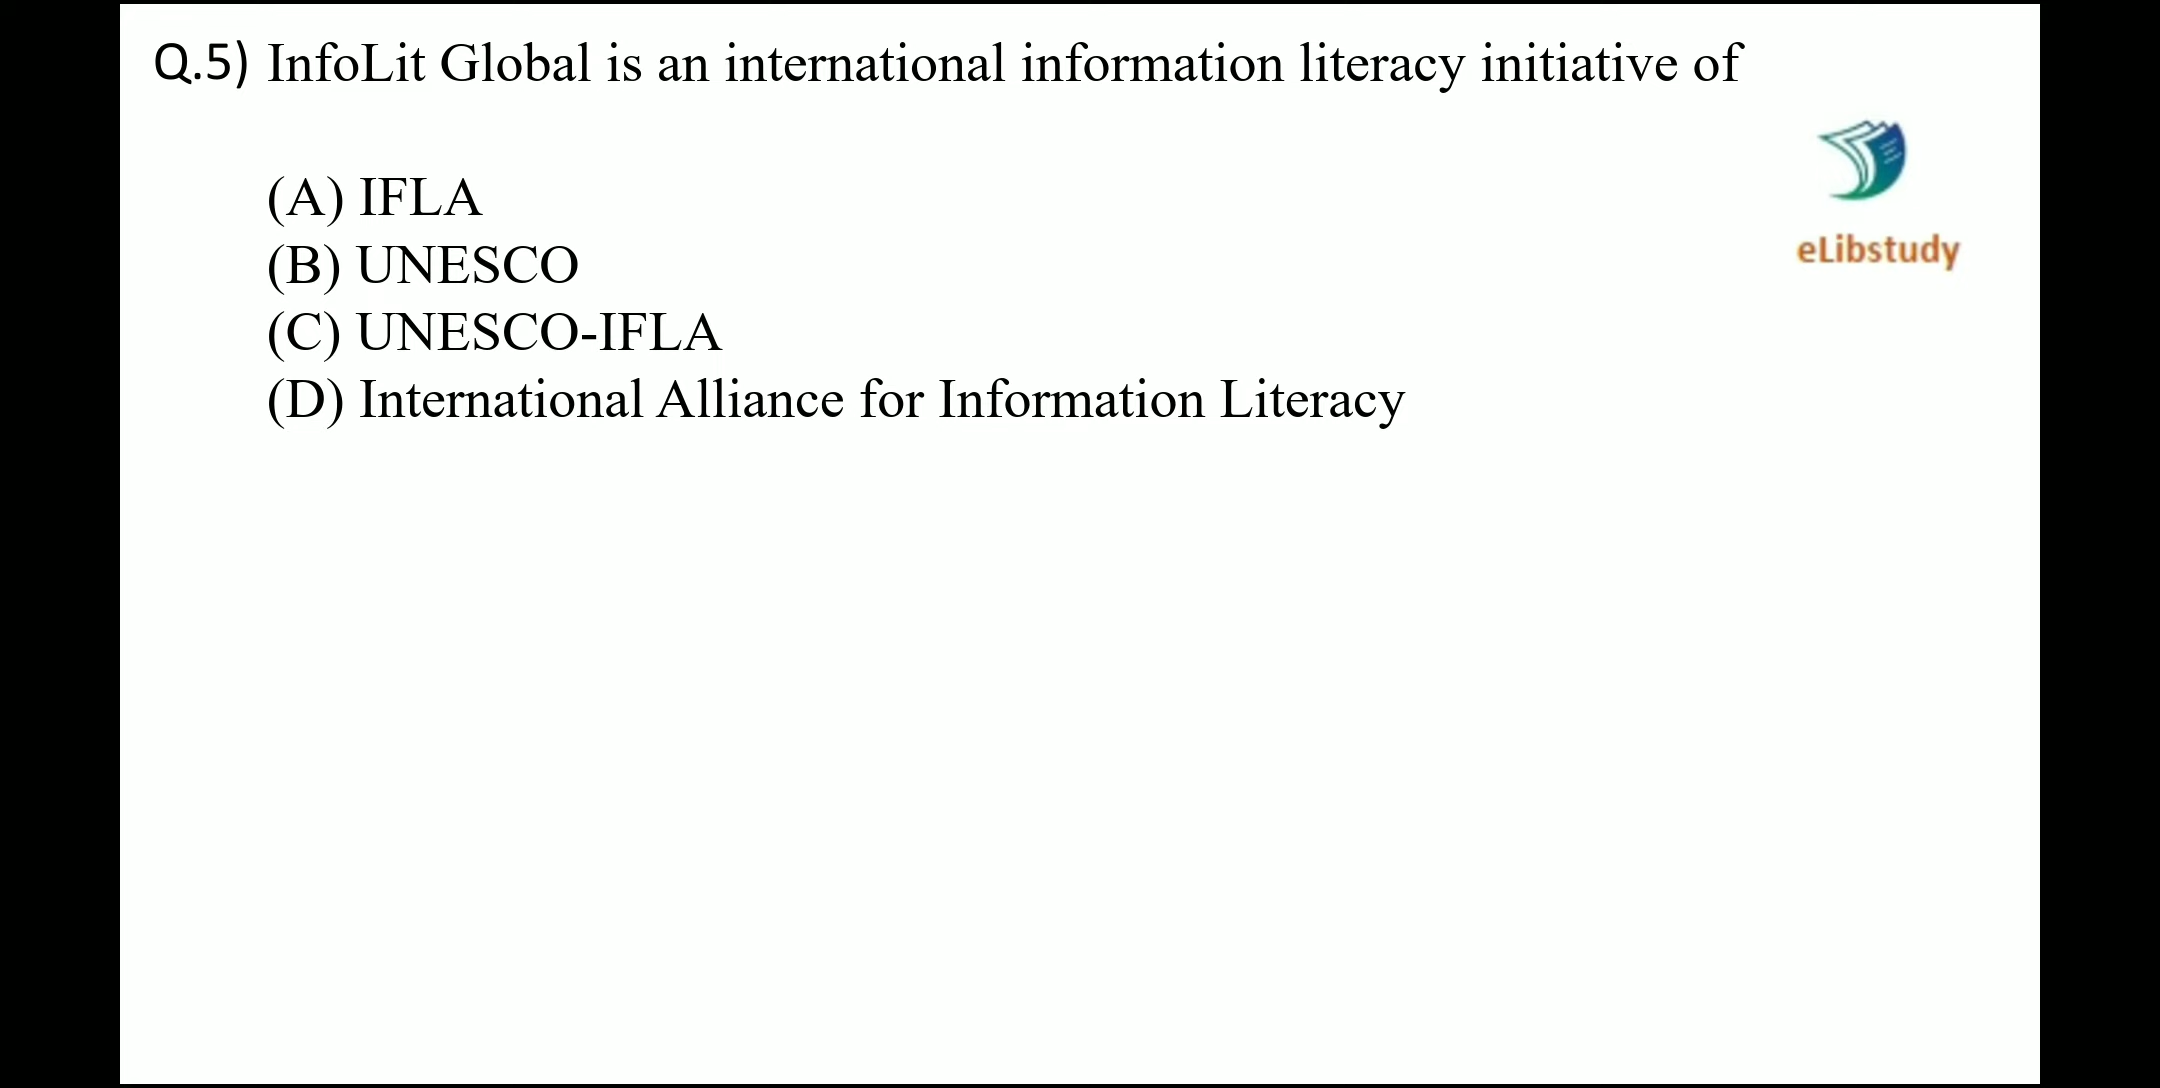 Q.5) InfoLit Global is an international information literacy initiative of
(A) IFLA
(B) UNESCO
(C) UNESCO-IFLA
(D) International Alliance for Information Literacy
eLibstudy